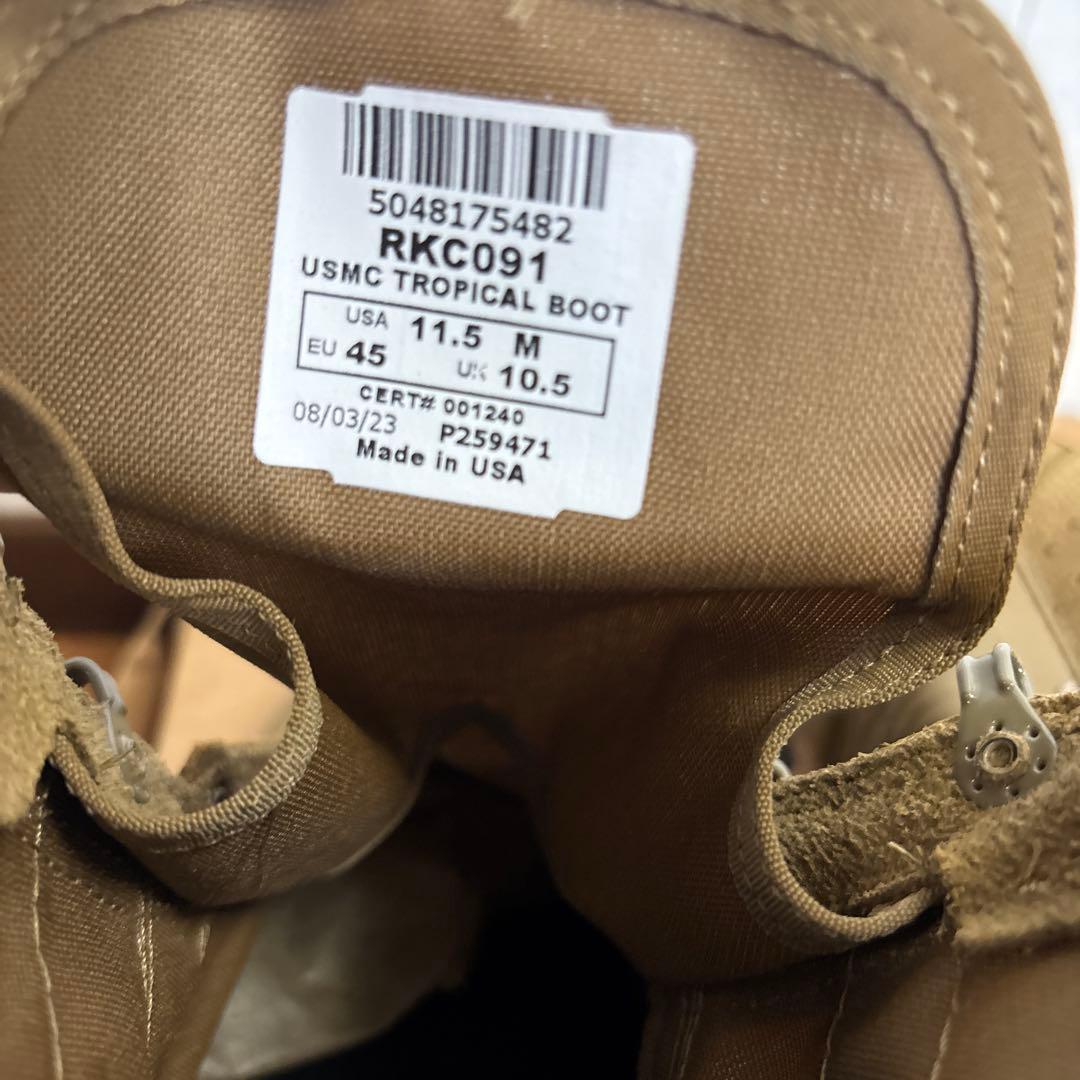 5048175482
RKC091
USMC TROPICAL BOOT
USA 11.5 M
EU 45 UK 10.5
CERT# 001240
08/03/23 P259471
Made in USA